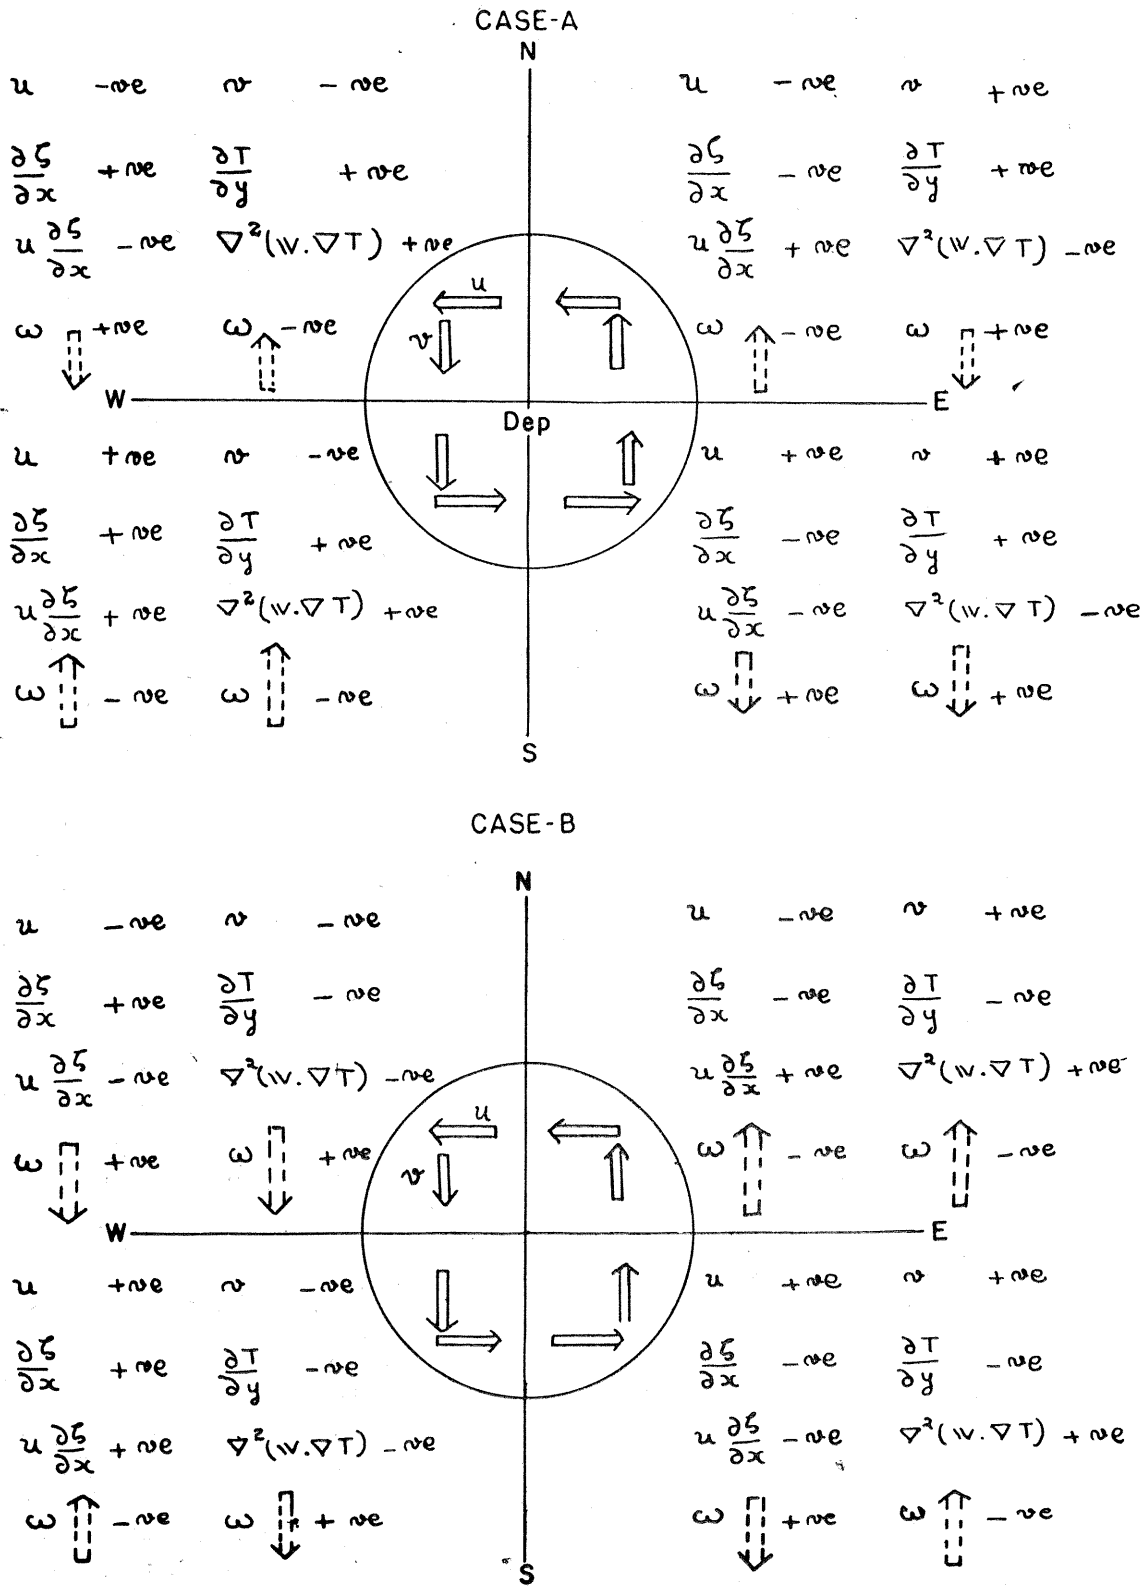 CASE-A
N
u -ve v -ve
∂ζ/∂x +ve ∂T/∂y +ve
u ∂ζ/∂x -ve ∇²(V.∇T) +ve
ω +ve ω -ve
u -ve v +ve
∂ζ/∂x -ve ∂T/∂y +ve
u ∂ζ/∂x +ve ∇²(V.∇T) -ve
ω -ve ω +ve
u
v
W
E
Dep
u +ve v -ve
∂ζ/∂x +ve ∂T/∂y +ve
u ∂ζ/∂x +ve ∇²(V.∇T) +ve
ω -ve ω -ve
u +ve v +ve
∂ζ/∂x -ve ∂T/∂y +ve
u ∂ζ/∂x -ve ∇²(V.∇T) -ve
ω +ve ω +ve
S
CASE-B
N
u -ve v -ve
∂ζ/∂x +ve ∂T/∂y -ve
u ∂ζ/∂x -ve ∇²(V.∇T) -ve
ω +ve ω +ve
u -ve v +ve
∂ζ/∂x -ve ∂T/∂y -ve
u ∂ζ/∂x +ve ∇²(V.∇T) +ve
ω -ve ω -ve
u
v
W
E
u +ve v -ve
∂ζ/∂x +ve ∂T/∂y -ve
u ∂ζ/∂x +ve ∇²(V.∇T) -ve
ω -ve ω +ve
u +ve v +ve
∂ζ/∂x -ve ∂T/∂y -ve
u ∂ζ/∂x -ve ∇²(V.∇T) +ve
ω +ve ω -ve
S